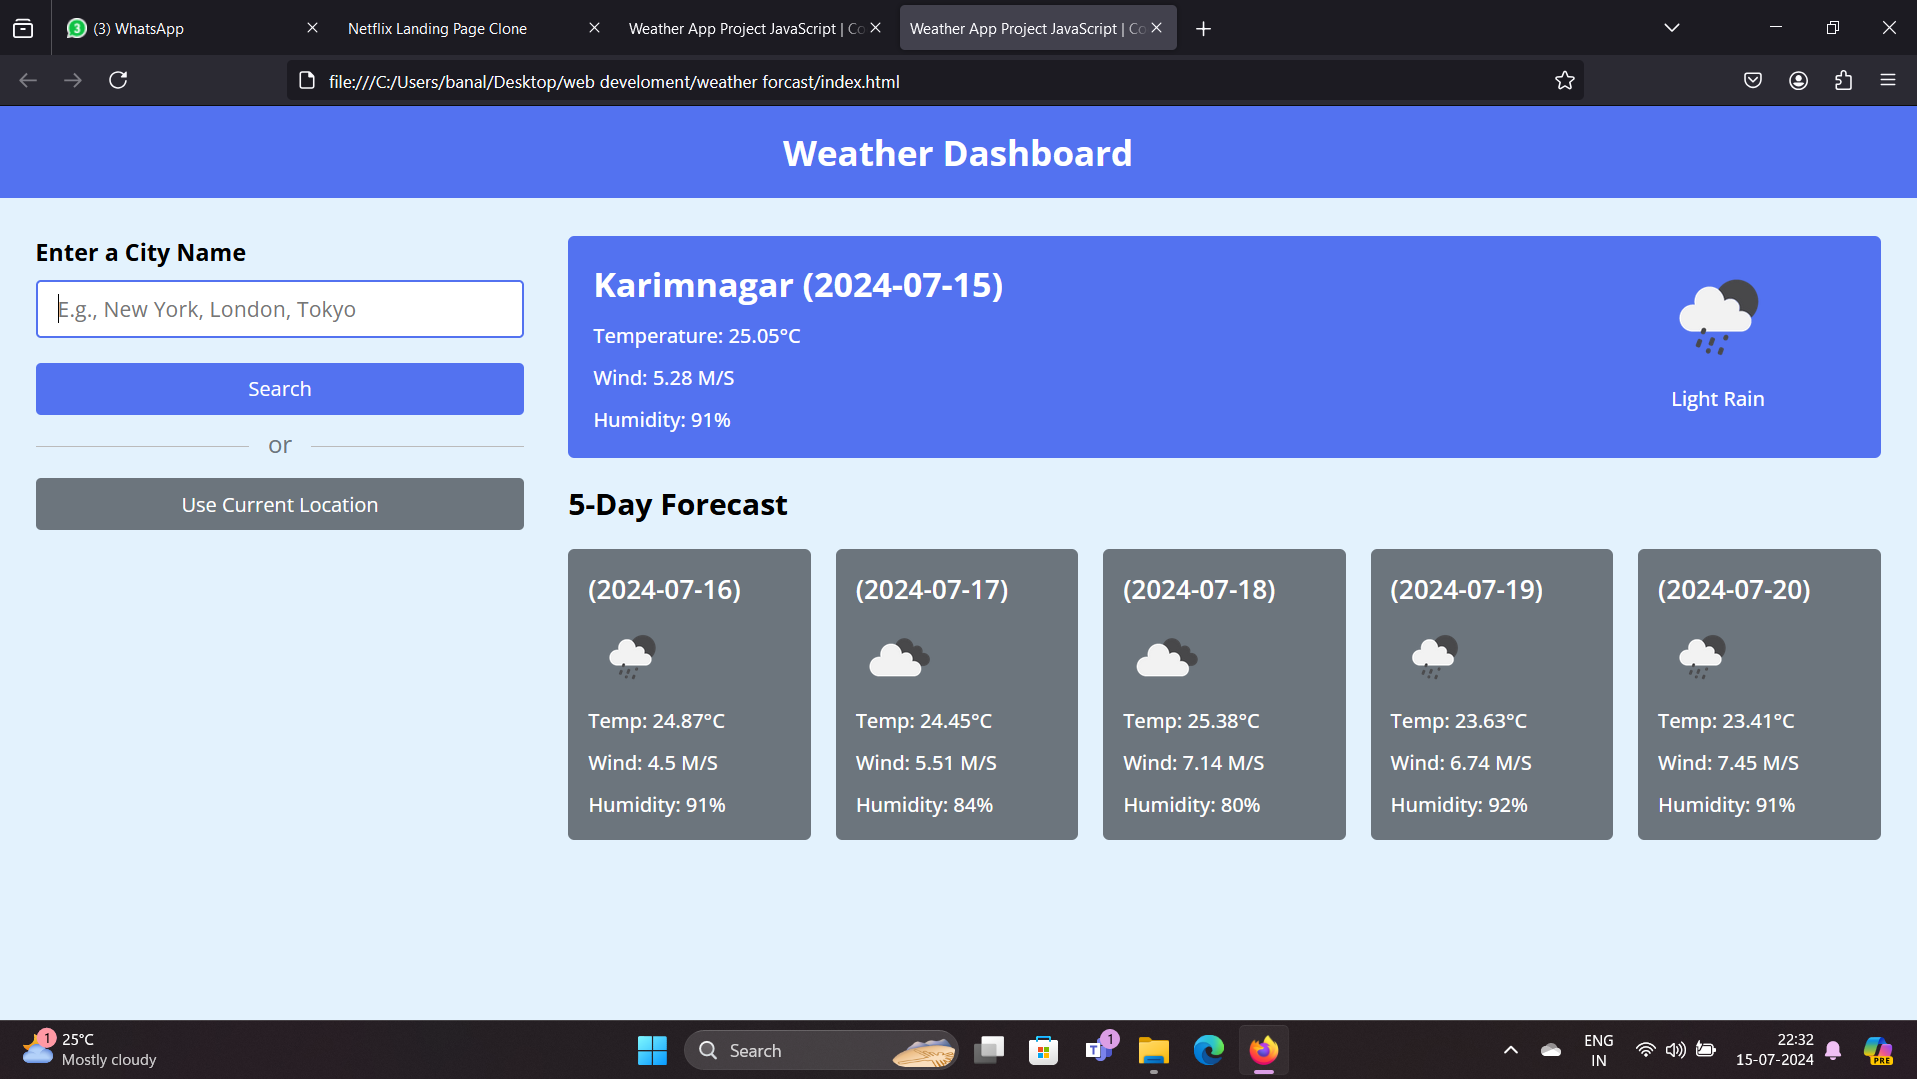 (3) WhatsApp
Netflix Landing Page Clone
Weather App Project JavaScript | Co
Weather App Project JavaScript | Co
file:///C:/Users/banal/Desktop/web develoment/weather forcast/index.html
Weather Dashboard
Enter a City Name
E.g., New York, London, Tokyo
Search
or
Use Current Location
Karimnagar (2024-07-15)
Temperature: 25.05°C
Wind: 5.28 M/S
Humidity: 91%
Light Rain
5-Day Forecast
(2024-07-16)
Temp: 24.87°C
Wind: 4.5 M/S
Humidity: 91%
(2024-07-17)
Temp: 24.45°C
Wind: 5.51 M/S
Humidity: 84%
(2024-07-18)
Temp: 25.38°C
Wind: 7.14 M/S
Humidity: 80%
(2024-07-19)
Temp: 23.63°C
Wind: 6.74 M/S
Humidity: 92%
(2024-07-20)
Temp: 23.41°C
Wind: 7.45 M/S
Humidity: 91%
1
25°C
Mostly cloudy
Search
1
ENG
IN
22:32
15-07-2024
PRE